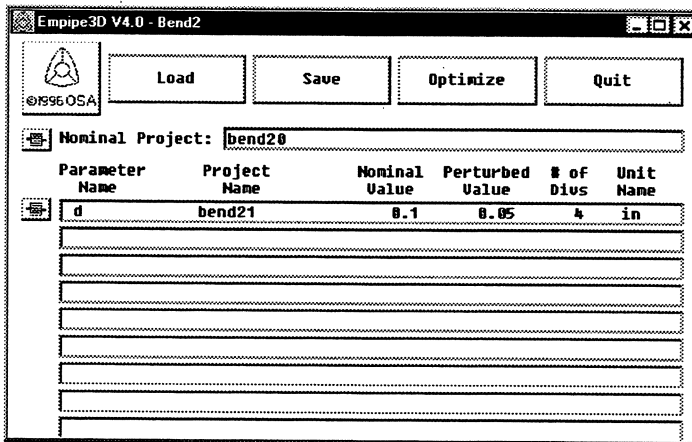 Empipe3D V4.0 - Bend2
Load Save Optimize Quit
©1996 OSA
Nominal Project: bend20
Parameter Project Nominal Perturbed # of Unit
Name Name Value Value Divs Name
d bend21 0.1 0.05 4 in